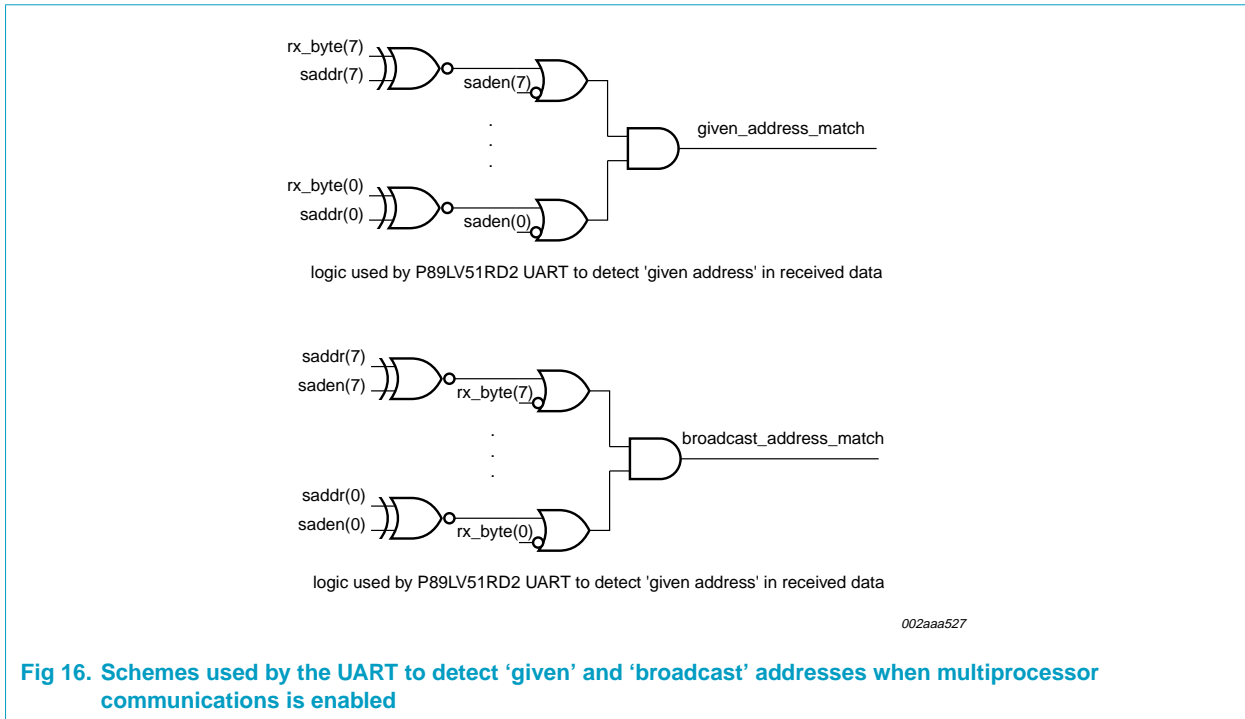 rx_byte(7)
saddr(7)
saden(7)
given_address_match
rx_byte(0)
saddr(0)
saden(0)
logic used by P89LV51RD2 UART to detect 'given address' in received data
saddr(7)
saden(7)
rx_byte(7)
broadcast_address_match
saddr(0)
saden(0)
rx_byte(0)
logic used by P89LV51RD2 UART to detect 'given address' in received data
002aaa527
Fig 16. Schemes used by the UART to detect ‘given’ and ‘broadcast’ addresses when multiprocessor
communications is enabled